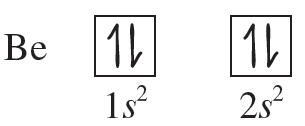 Be ⥮ ⥮
1s² 2s²